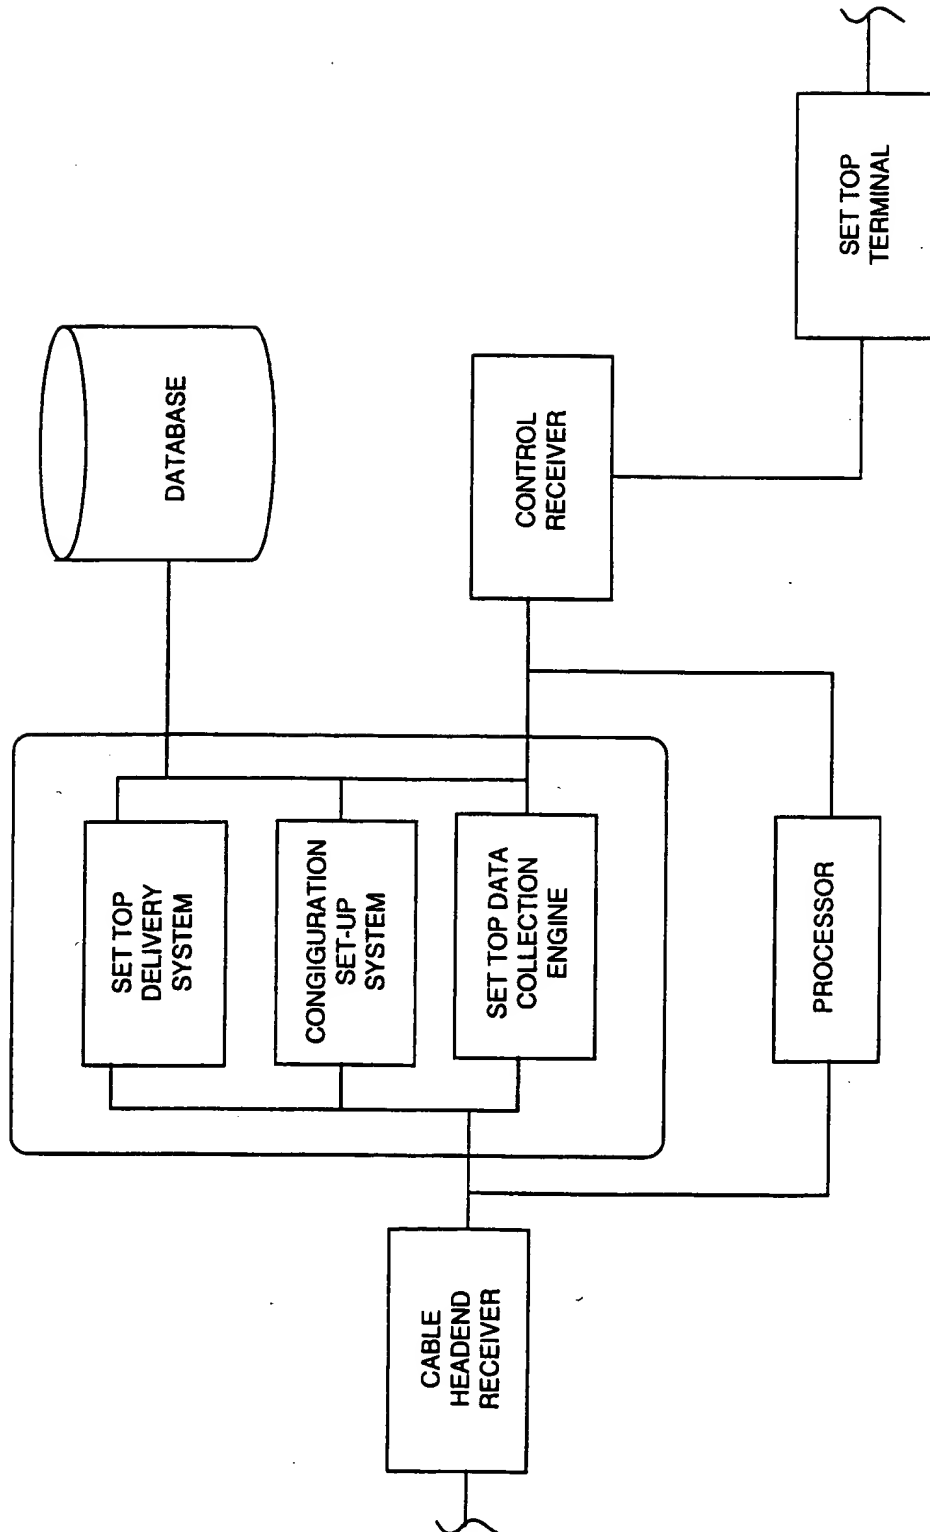 CABLE
HEADEND
RECEIVER
SET TOP
DELIVERY
SYSTEM
CONGIGURATION
SET-UP
SYSTEM
SET TOP DATA
COLLECTION
ENGINE
PROCESSOR
DATABASE
CONTROL
RECEIVER
SET TOP
TERMINAL